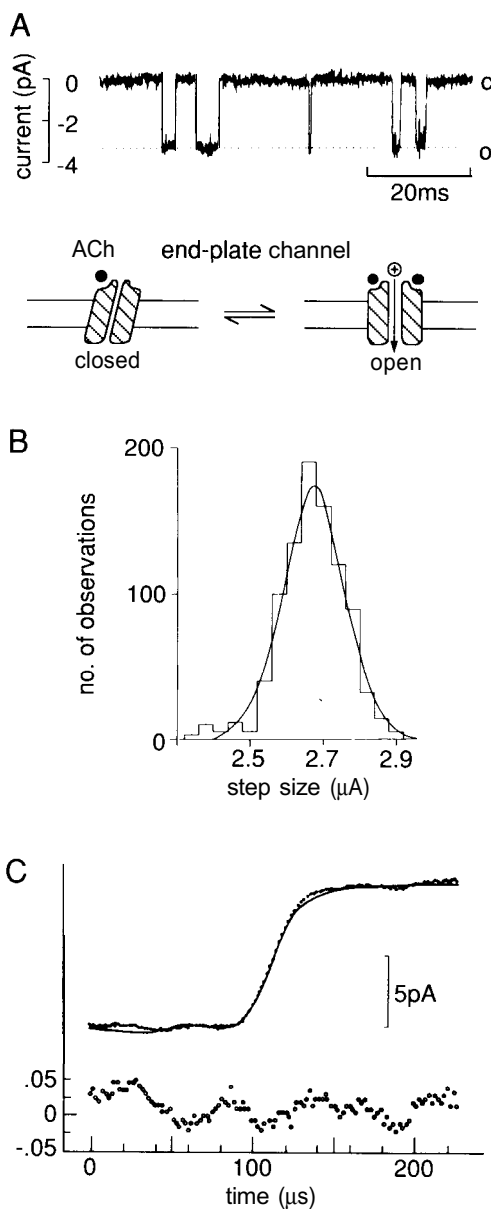 A
current (pA)
0
-2
-4
c
o
20ms
ACh
end-plate channel
closed
open
B
no. of observations
200
100
0
2.5
2.7
2.9
step size (µA)
C
5pA
.05
0
-.05
0
100
200
time (µs)